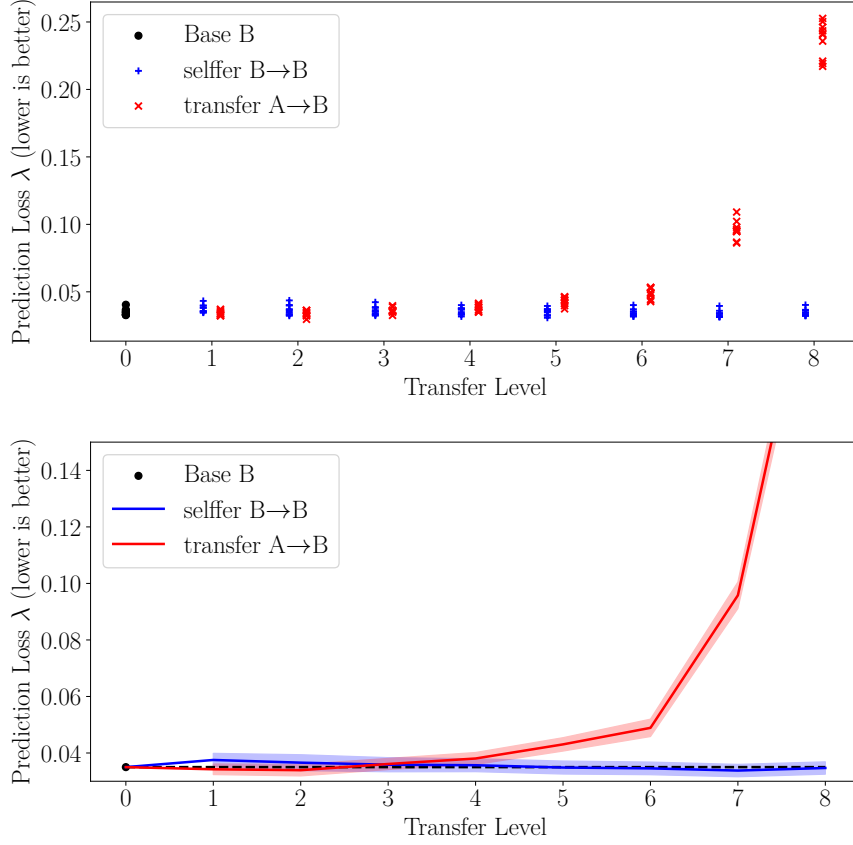 Prediction Loss λ (lower is better)
0.25
0.20
0.15
0.10
0.05
Base B
selffer B→B
transfer A→B
0 1 2 3 4 5 6 7 8
Transfer Level
Prediction Loss λ (lower is better)
0.14
0.12
0.10
0.08
0.06
0.04
Base B
selffer B→B
transfer A→B
0 1 2 3 4 5 6 7 8
Transfer Level